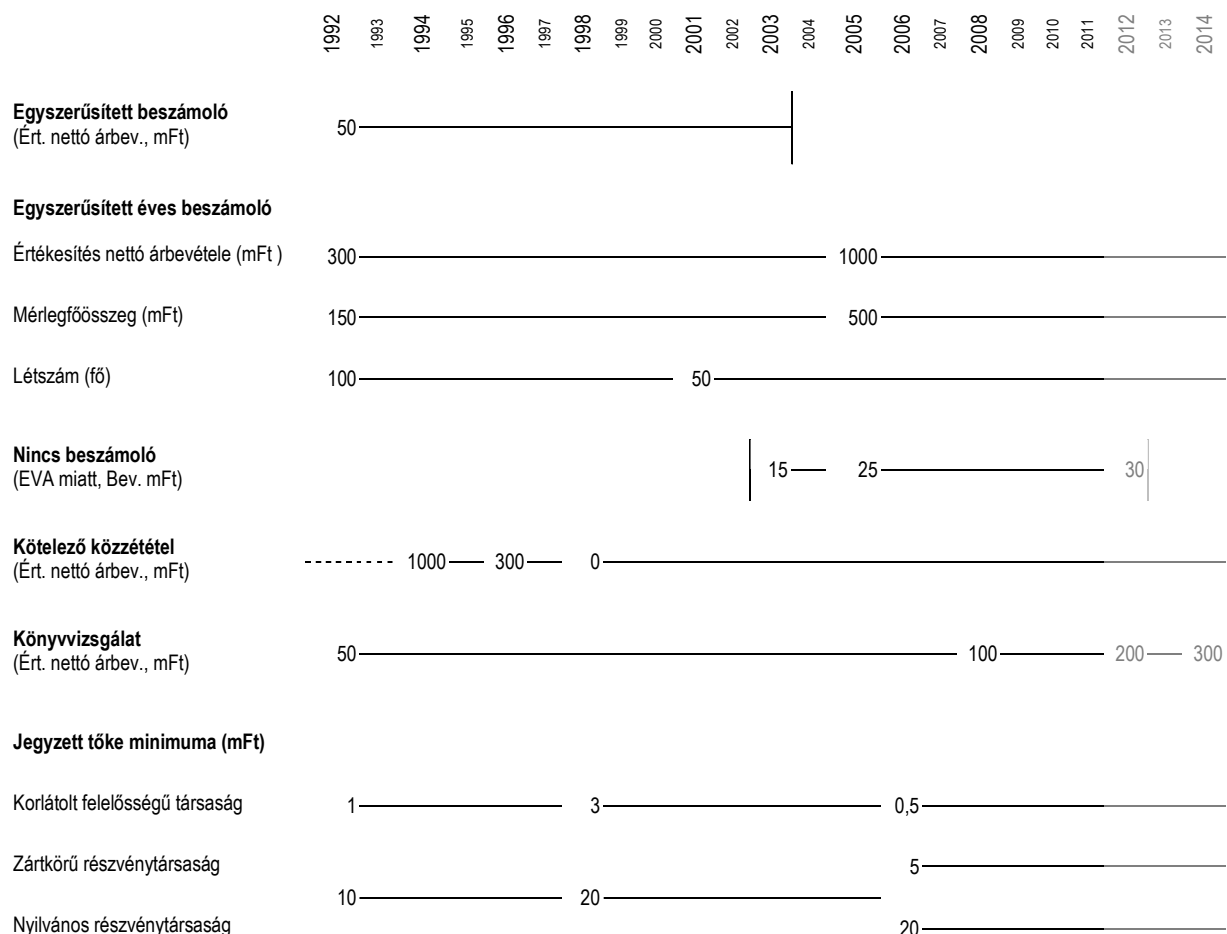 1992 1993 1994 1995 1996 1997 1998 1999 2000 2001 2002 2003 2004 2005 2006 2007 2008 2009 2010 2011 2012 2013 2014
Egyszerűsített beszámoló
(Ért. nettó árbev., mFt)
50
Egyszerűsített éves beszámoló
Értékesítés nettó árbevétele (mFt ) 300 1000
Mérlegfőösszeg (mFt) 150 500
Létszám (fő) 100 50
Nincs beszámoló
(EVA miatt, Bev. mFt)
15 25 30
Kötelező közzététel
(Ért. nettó árbev., mFt)
1000 300 0
Könyvvizsgálat
(Ért. nettó árbev., mFt)
50 100 200 300
Jegyzett tőke minimuma (mFt)
Korlátolt felelősségű társaság 1 3 0,5
Zártkörű részvénytársaság 5
10 20
Nyilvános részvénytársaság 20